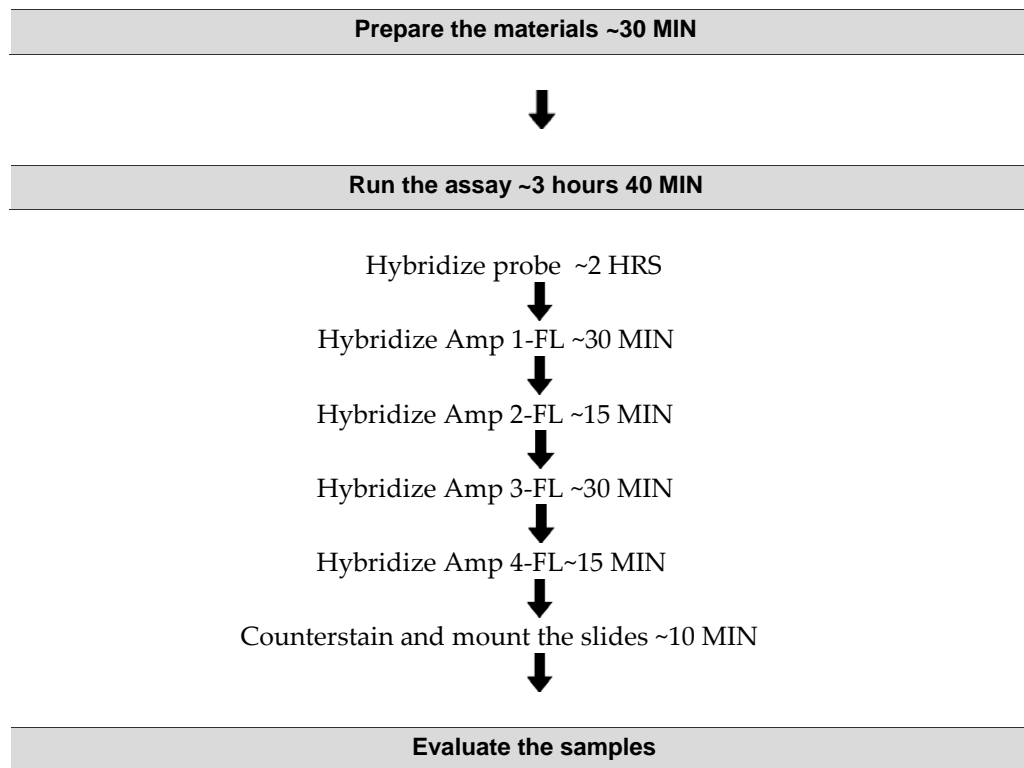 Prepare the materials ~30 MIN
Run the assay ~3 hours 40 MIN
Hybridize probe ~2 HRS
Hybridize Amp 1-FL ~30 MIN
Hybridize Amp 2-FL ~15 MIN
Hybridize Amp 3-FL ~30 MIN
Hybridize Amp 4-FL~15 MIN
Counterstain and mount the slides ~10 MIN
Evaluate the samples